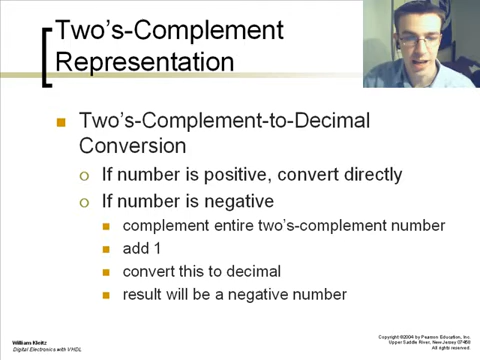 Two's-Complement
Representation
Two's-Complement-to-Decimal
Conversion
If number is positive, convert directly
If number is negative
complement entire two's-complement number
add 1
convert this to decimal
result will be a negative number
William Kleitz
Digital Electronics with VHDL
Copyright ©2004 by Pearson Education, Inc.
Upper Saddle River, New Jersey 07458
All rights reserved.